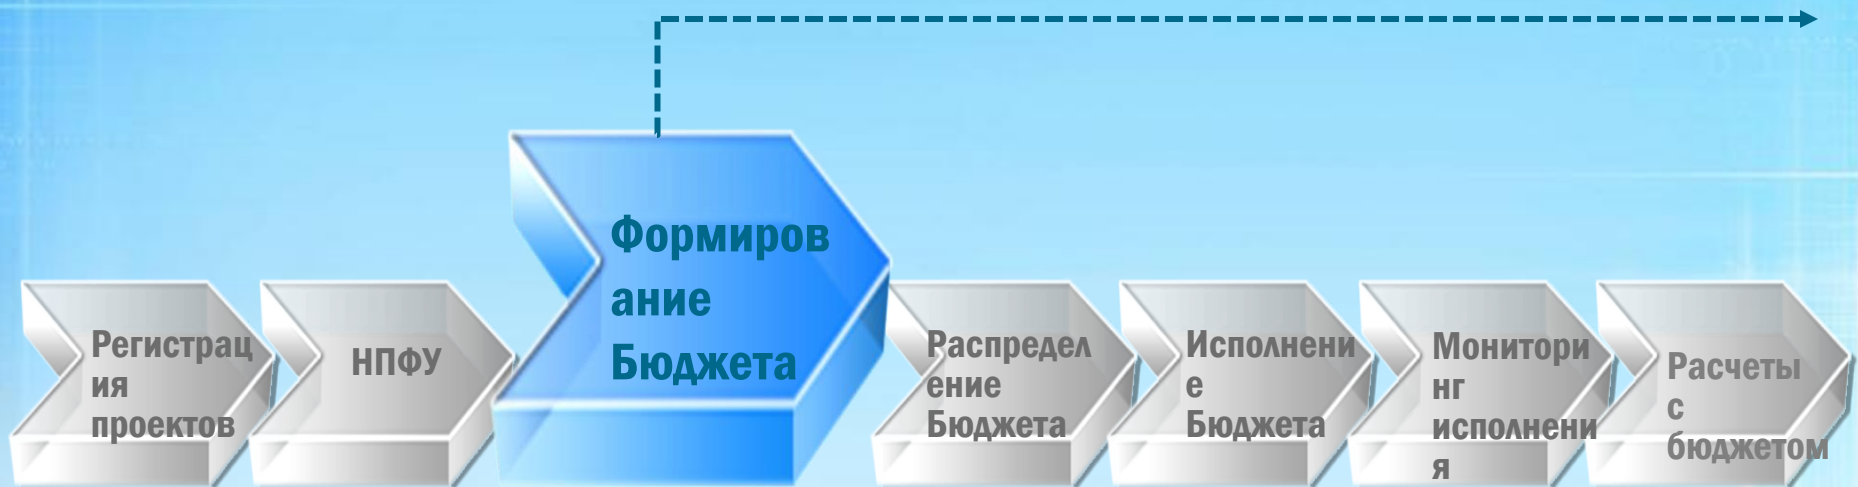 Формиров
ание
Бюджета
Регистрац
ия
проектов
НПФУ
Распредел
ение
Бюджета
Исполнени
е
Бюджета
Монитори
нг
исполнени
я
Расчеты
с
бюджетом